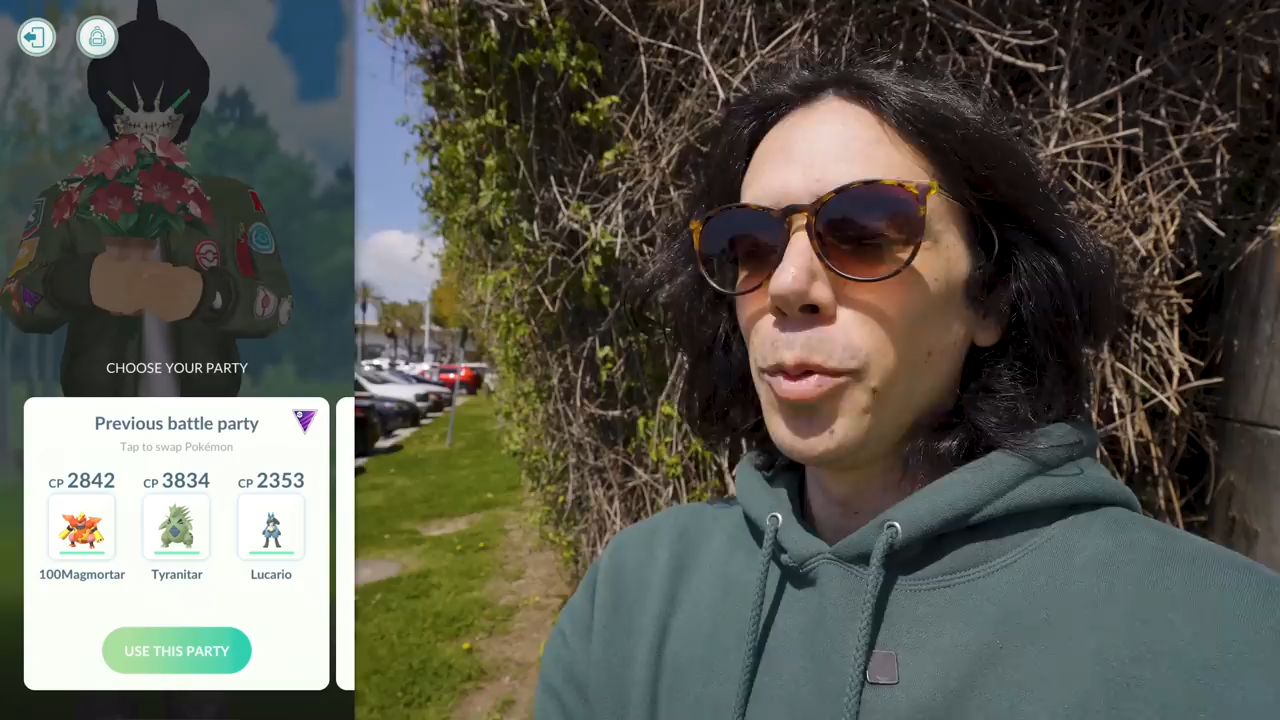 CHOOSE YOUR PARTY
Previous battle party
Tap to swap Pokémon
CP 2842 CP 3834 CP 2353
100Magmortar Tyranitar Lucario
USE THIS PARTY